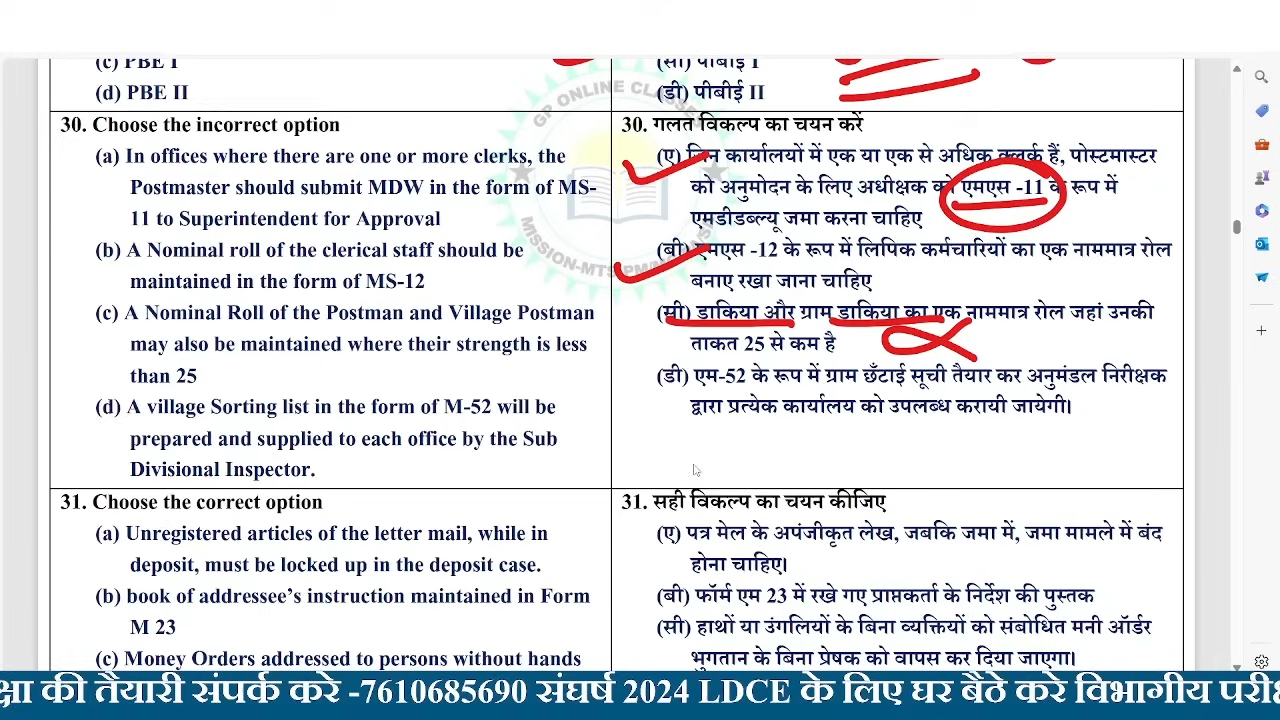 (c) PBE I
(d) PBE II
(सी) पीबीई I
(डी) पीबीई II
30. Choose the incorrect option
(a) In offices where there are one or more clerks, the
Postmaster should submit MDW in the form of MS-
11 to Superintendent for Approval
(b) A Nominal roll of the clerical staff should be
maintained in the form of MS-12
(c) A Nominal Roll of the Postman and Village Postman
may also be maintained where their strength is less
than 25
(d) A village Sorting list in the form of M-52 will be
prepared and supplied to each office by the Sub
Divisional Inspector.
30. गलत विकल्प का चयन करें
(ए) जिन कार्यालयों में एक या एक से अधिक क्लर्क हैं, पोस्टमास्टर
को अनुमोदन के लिए अधीक्षक को एमएस -11 के रूप में
एमडीडब्ल्यू जमा करना चाहिए
(बी) एमएस -12 के रूप में लिपिक कर्मचारियों का एक नाममात्र रोल
बनाए रखा जाना चाहिए
(सी) डाकिया और ग्राम डाकिया का एक नाममात्र रोल जहां उनकी
ताकत 25 से कम है
(डी) एम-52 के रूप में ग्राम छँटाई सूची तैयार कर अनुमंडल निरीक्षक
द्वारा प्रत्येक कार्यालय को उपलब्ध करायी जायेगी।
31. Choose the correct option
(a) Unregistered articles of the letter mail, while in
deposit, must be locked up in the deposit case.
(b) book of addressee's instruction maintained in Form
M 23
(c) Money Orders addressed to persons without hands
31. सही विकल्प का चयन कीजिए
(ए) पत्र मेल के अपंजीकृत लेख, जबकि जमा में, जमा मामले में बंद
होना चाहिए।
(बी) फॉर्म एम 23 में रखे गए प्राप्तकर्ता के निर्देश की पुस्तक
(सी) हाथों या उंगलियों के बिना व्यक्तियों को संबोधित मनी ऑर्डर
भुगतान के बिना प्रेषक को वापस कर दिया जाएगा।
GP ONLINE CLASSES
MISSION-MTS/PM/MG/
क्षा की तैयारी संपर्क करे -7610685690 संघर्ष 2024 LDCE के लिए घर बैठे करे विभागीय परीक्ष